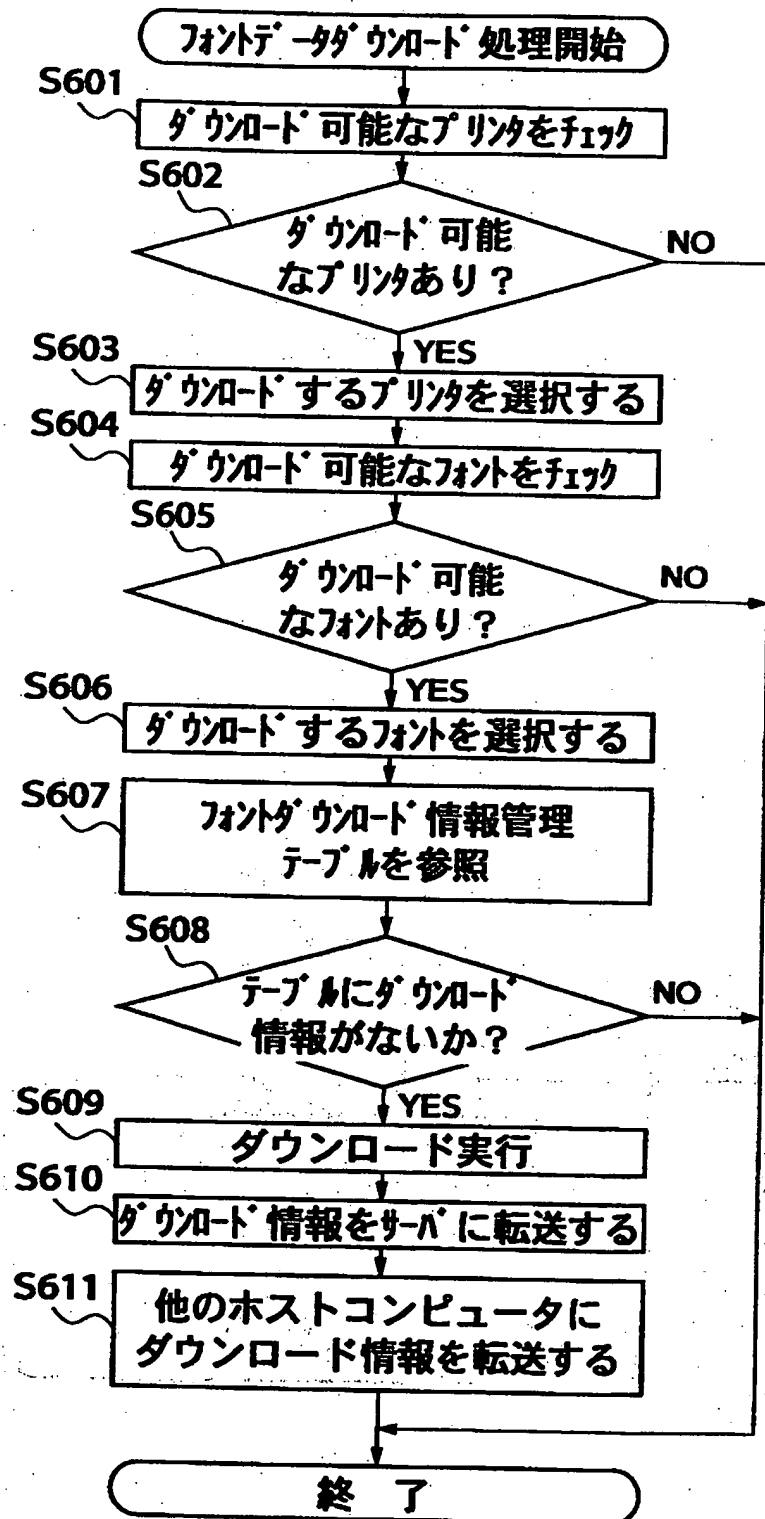 フォントデータダウンロード処理開始
S601
ダウンロード可能なプリンタをチェック
S602
ダウンロード可能
なプリンタあり?
NO
YES
S603
ダウンロードするプリンタを選択する
S604
ダウンロード可能なフォントをチェック
S605
ダウンロード可能
なフォントあり?
NO
YES
S606
ダウンロードするフォントを選択する
S607
フォントダウンロード情報管理
テーブルを参照
S608
テーブルにダウンロード
情報がないか?
NO
YES
S609
ダウンロード実行
S610
ダウンロード情報をサーバに転送する
S611
他のホストコンピュータに
ダウンロード情報を転送する
終了